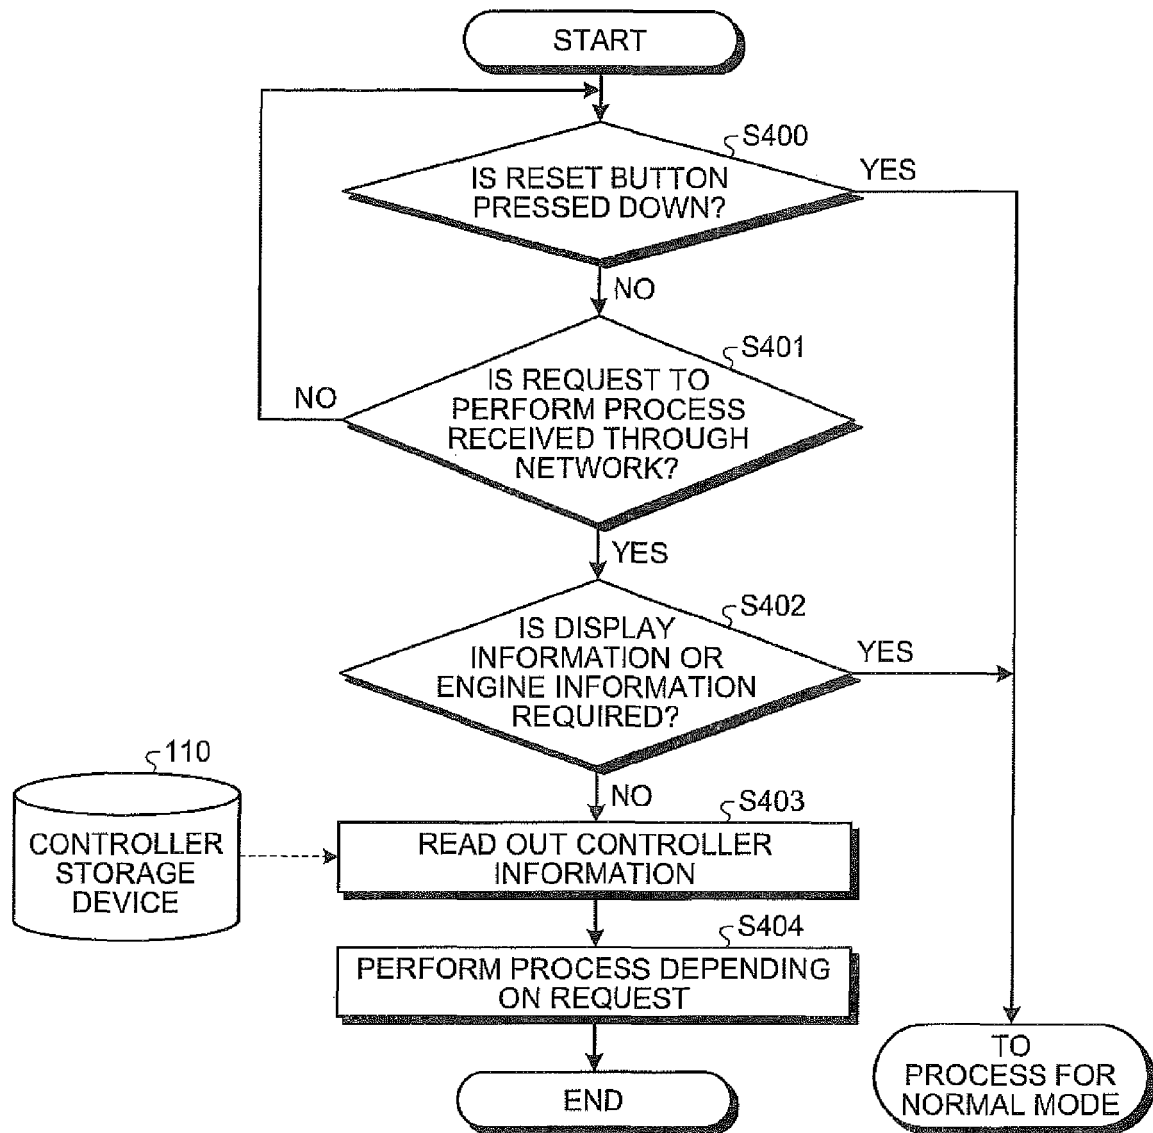 START
S400
IS RESET BUTTON
PRESSED DOWN?
YES
NO
S401
IS REQUEST TO
PERFORM PROCESS
RECEIVED THROUGH
NETWORK?
NO
YES
S402
IS DISPLAY
INFORMATION OR
ENGINE INFORMATION
REQUIRED?
YES
NO
110
CONTROLLER
STORAGE
DEVICE
S403
READ OUT CONTROLLER
INFORMATION
S404
PERFORM PROCESS DEPENDING
ON REQUEST
END
TO
PROCESS FOR
NORMAL MODE